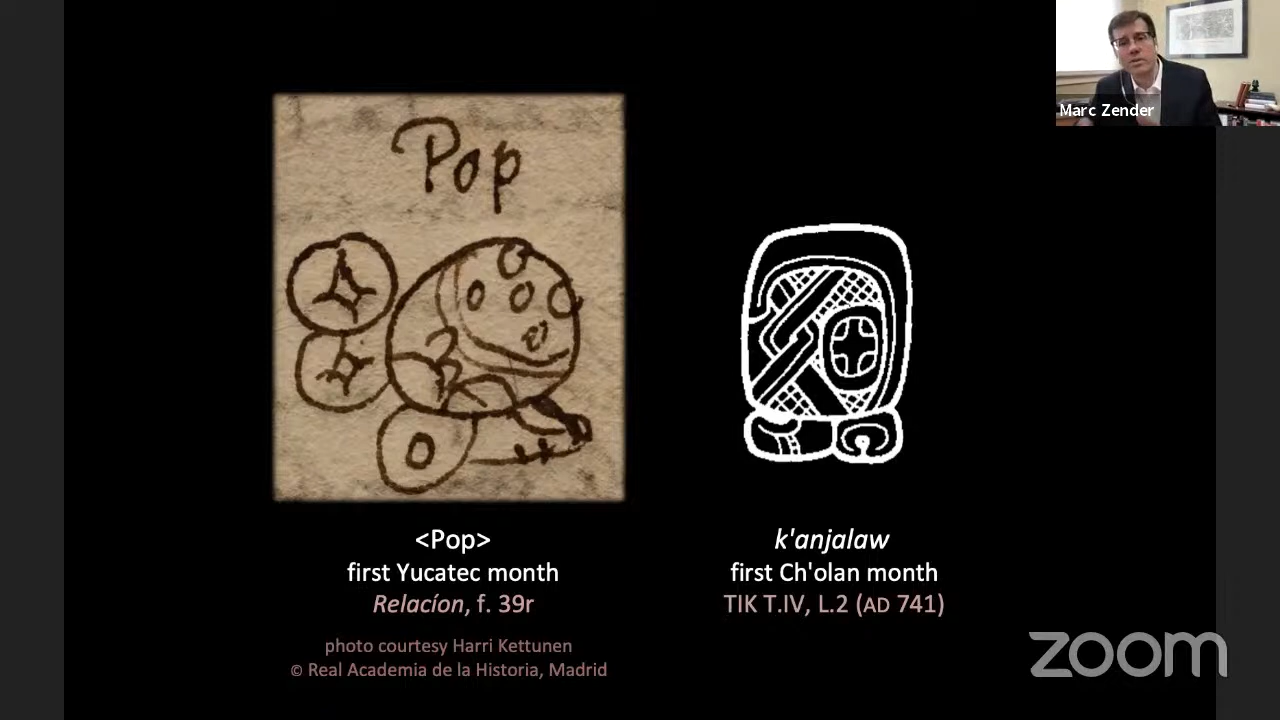 Marc Zender
Pop
<Pop>
first Yucatec month
Relacíon, f. 39r
photo courtesy Harri Kettunen
© Real Academia de la Historia, Madrid
k'anjalaw
first Ch'olan month
TIK T.IV, L.2 (AD 741)
zoom